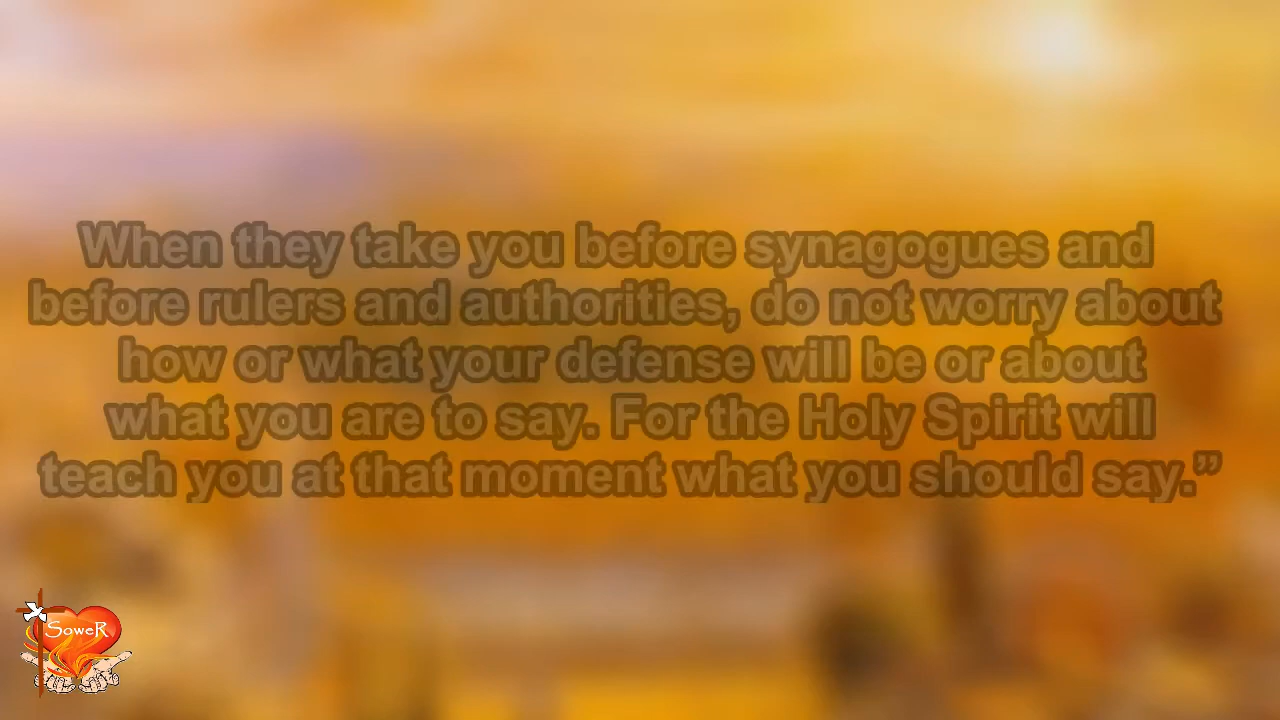 When they take you before synagogues and
before rulers and authorities, do not worry about
how or what your defense will be or about
what you are to say. For the Holy Spirit will
teach you at that moment what you should say.”
SoweR